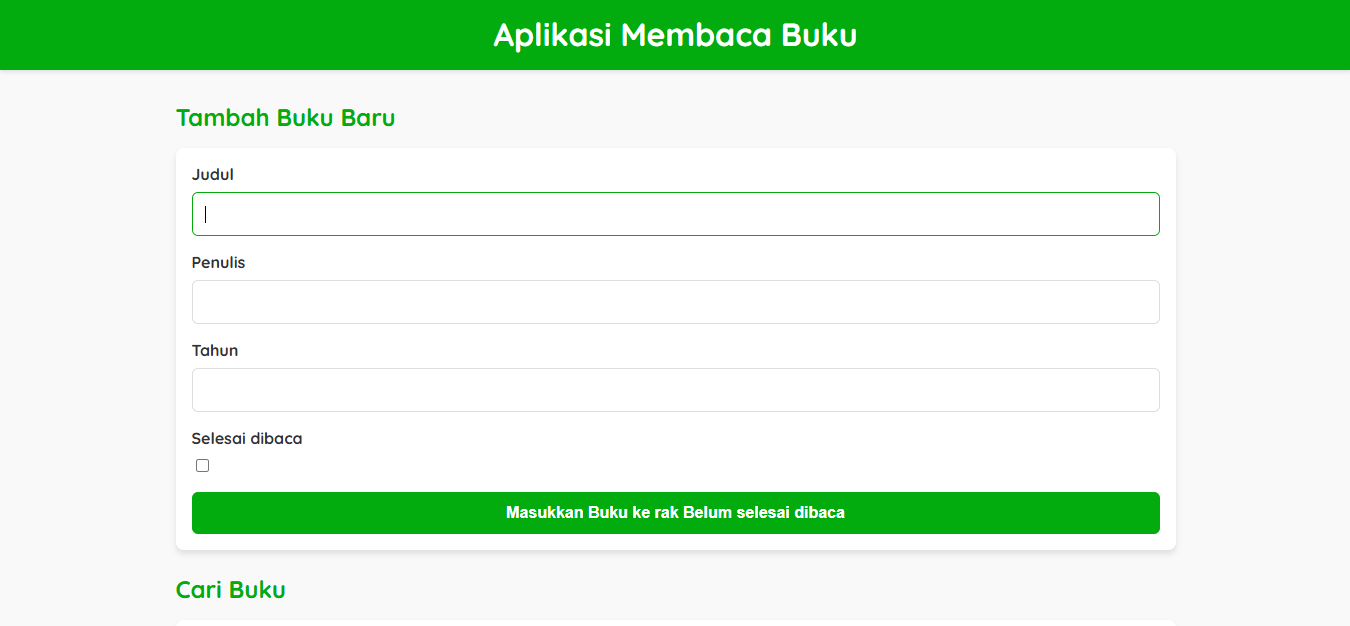 Aplikasi Membaca Buku
Tambah Buku Baru
Judul
Penulis
Tahun
Selesai dibaca
Masukkan Buku ke rak Belum selesai dibaca
Cari Buku